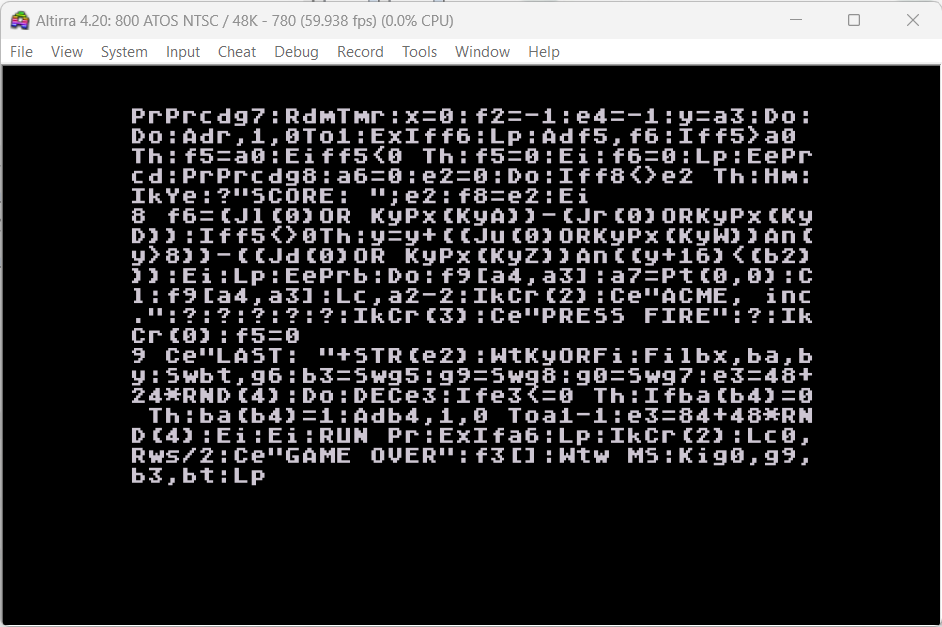 Altirra 4.20: 800 ATOS NTSC / 48K - 780 (59.938 fps) (0.0% CPU)
File View System Input Cheat Debug Record Tools Window Help
PrPrcdg7:RdmTmr:x=0:f2=-1:e4=-1:y=a3:Do:
Do:Adr,1,0To1:ExIff6:Lp:Adf5,f6:Iff5>a0
Th:f5=a0:Eiff5<0 Th:f5=0:Ei:f6=0:Lp:EePr
cd:PrPrcdg8:a6=0:e2=0:Do:Iff8<>e2 Th:Hm:
IkYe:?"SCORE: ";e2:f8=e2:Ei
8 f6=(Jl(0)OR KyPx(KyA))-(Jr(0)ORKyPx(Ky
D)):Iff5<>0Th:y=y+((Ju(0)ORKyPx(KyW))An(
y>8))-((Jd(0)OR KyPx(KyZ))An((y+16)<(b2)
)):Ei:Lp:EePrb:Do:f9[a4,a3]:a7=Pt(0,0):C
l:f9[a4,a3]:Lc,a2-2:IkCr(2):Ce"ACME, inc
.":?:?:?:?:?:IkCr(3):Ce"PRESS FIRE":?:Ik
Cr(0):f5=0
9 Ce"LAST: "+STR(e2):WtKyORFi:Filbx,ba,b
y:Swbt,g6:b3=Swg5:g9=Swg8:g0=Swg7:e3=48+
24*RND(4):Do:DECe3:Ife3<=0 Th:Ifba(b4)=0
Th:ba(b4)=1:Adb4,1,0 Toa1-1:e3=84+48*RN
D(4):Ei:Ei:RUN Pr:ExIfa6:Lp:IkCr(2):Lc0,
Rws/2:Ce"GAME OVER":f3[]:Wtw MS:Kig0,g9,
b3,bt:Lp